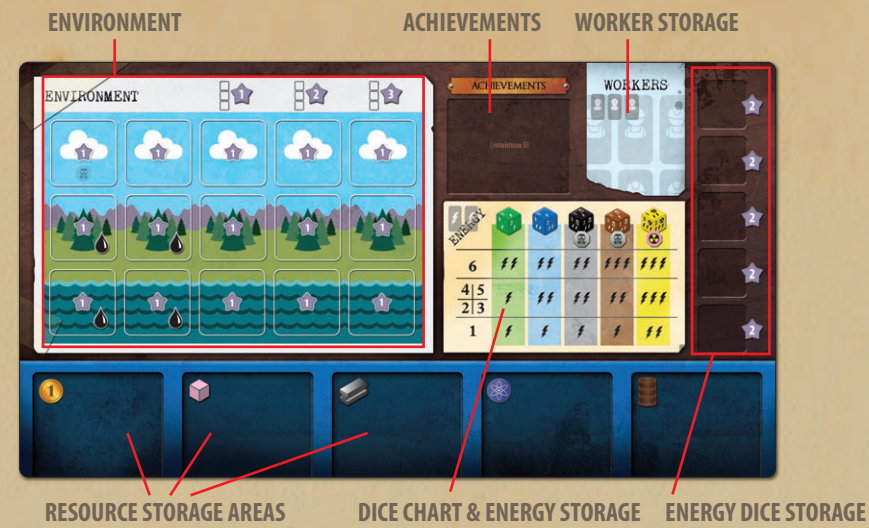 ENVIRONMENT ACHIEVEMENTS WORKER STORAGE
ENVIRONMENT 1 2 3
ACHIEVEMENTS
(maximum 5)
WORKERS
1 1 1 1 1
1 1 1 1 1
1 1 1 1 1
ENERGY
6
4 5
2 3
1
2
2
2
2
2
1
RESOURCE STORAGE AREAS DICE CHART & ENERGY STORAGE ENERGY DICE STORAGE